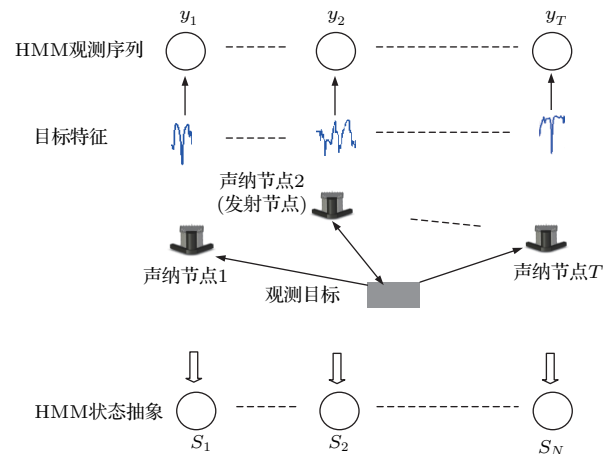 y₁ y₂ y_T
HMM观测序列
目标特征
声纳节点2
(发射节点)
声纳节点1
声纳节点T
观测目标
HMM状态抽象
S₁ S₂ S_N